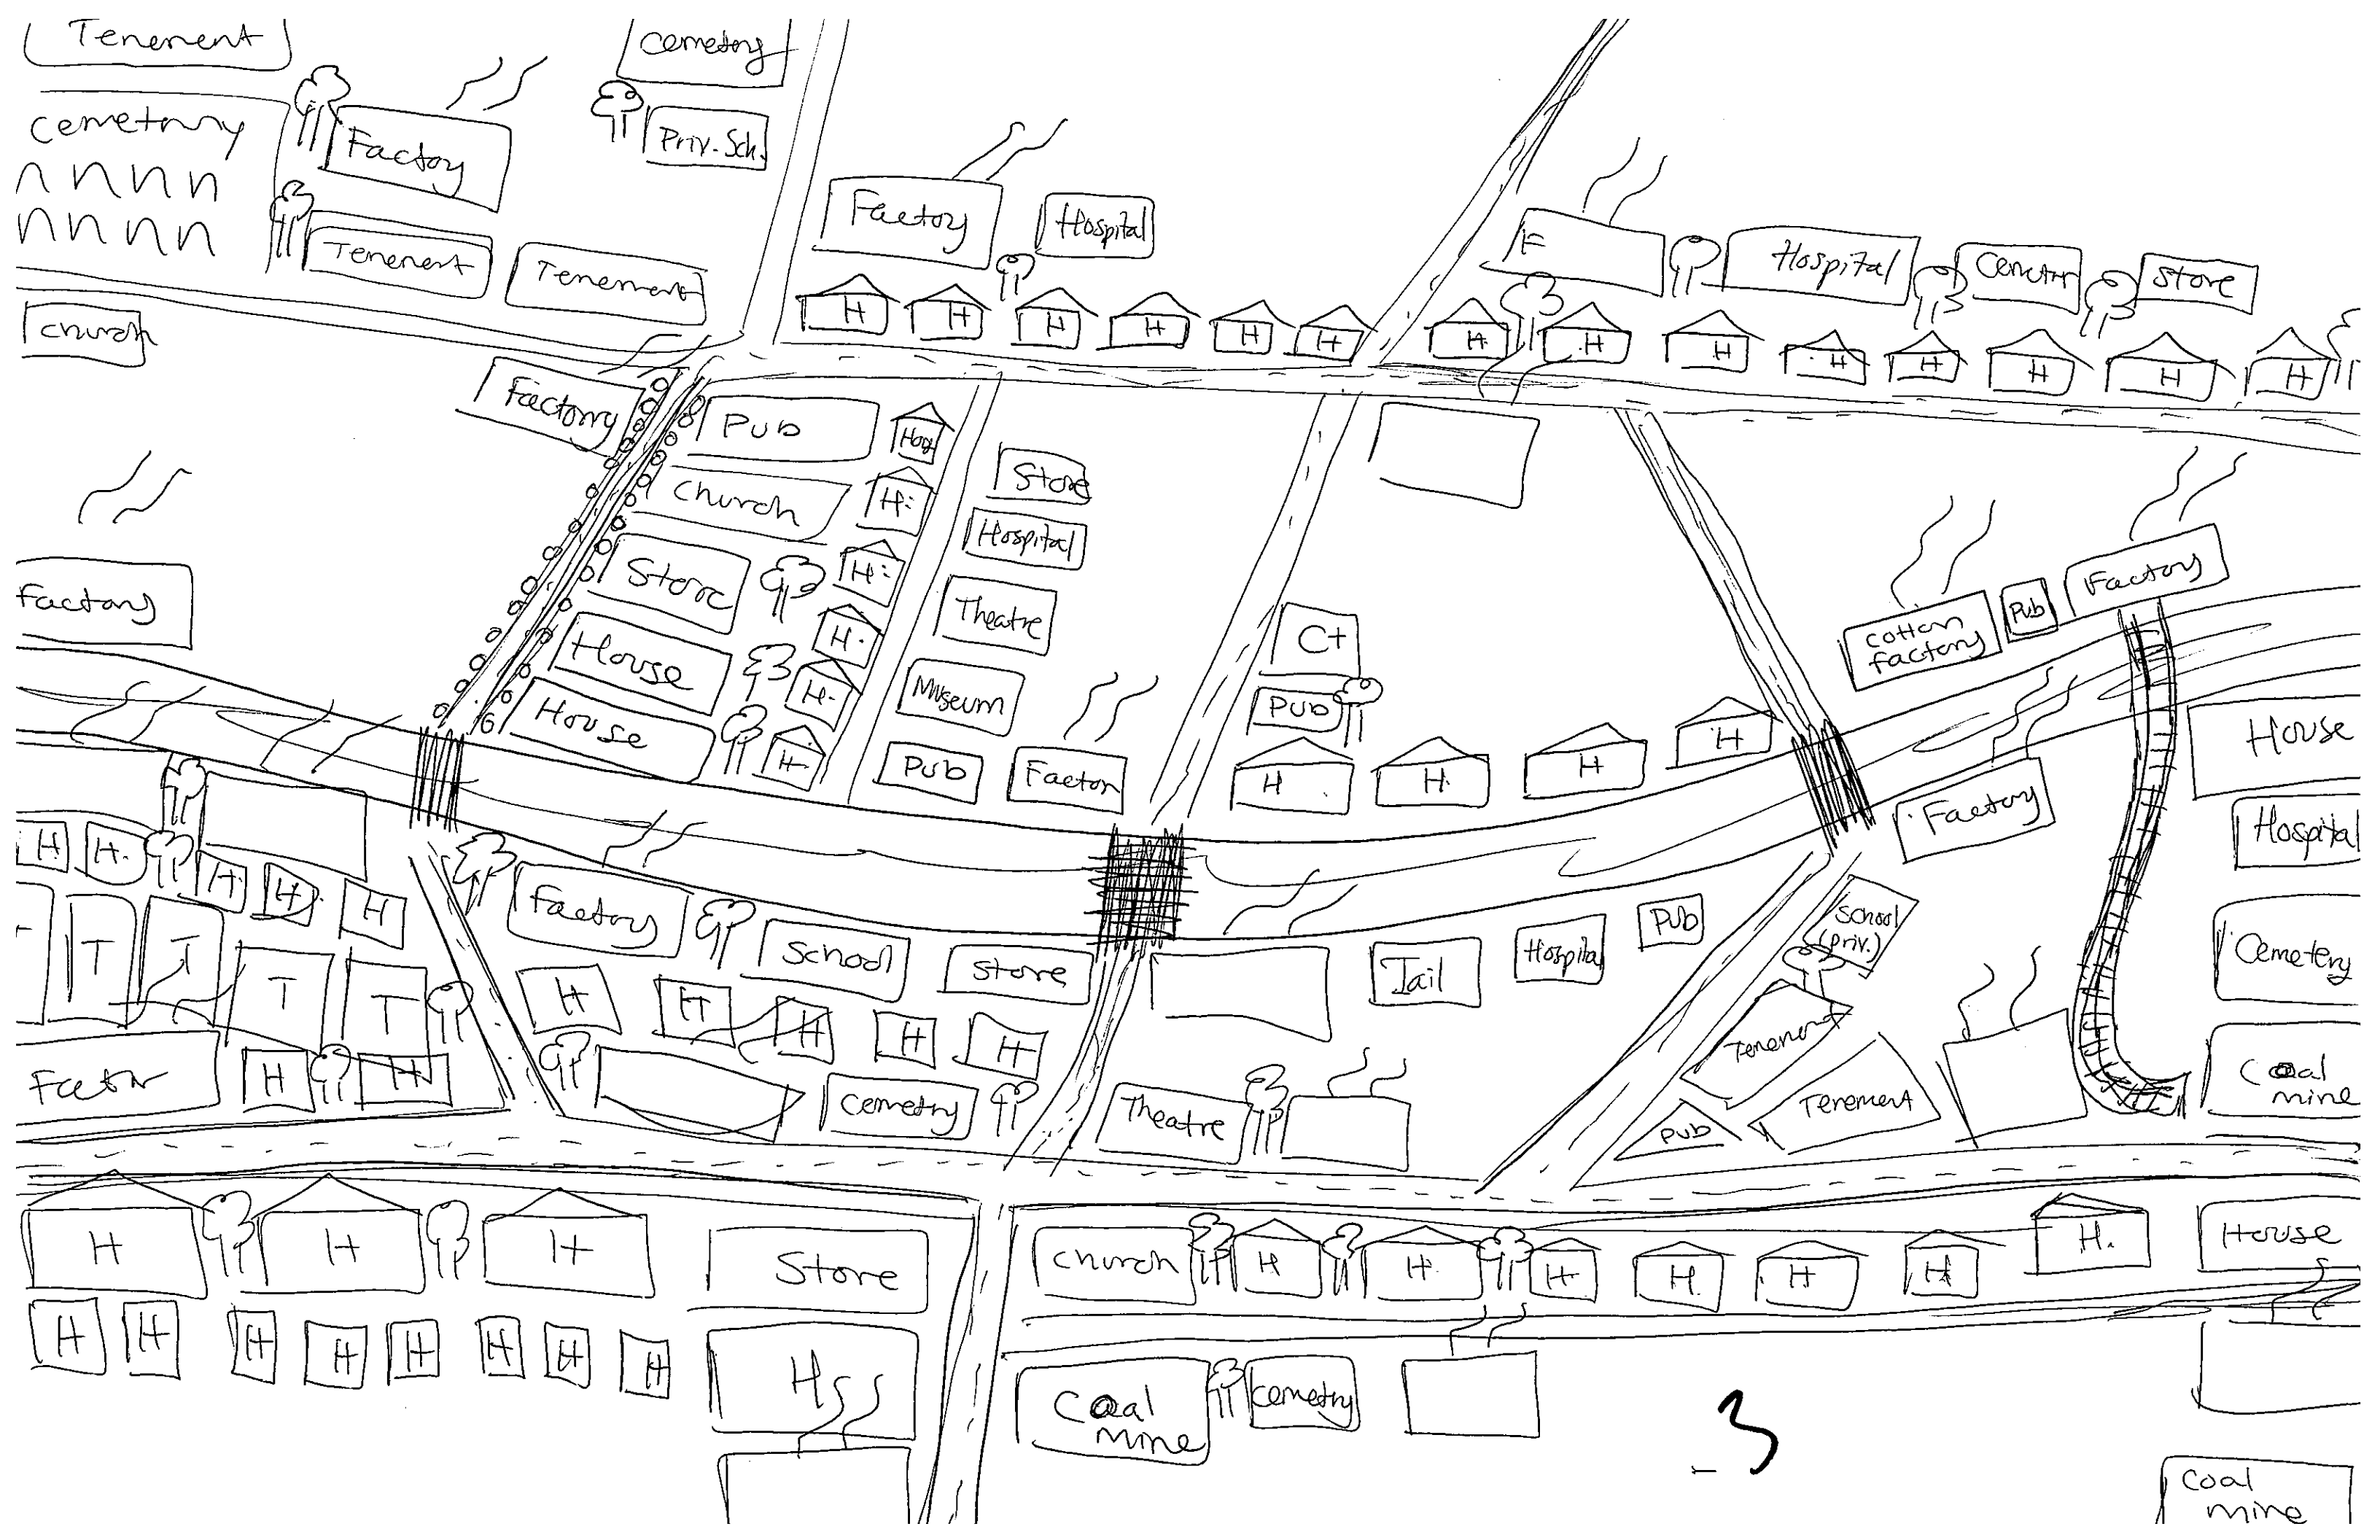 Tenement
Cemetery
cemetery
Factory
Priv. Sch.
Factory
Hospital
F
Hospital
Store
Tenement
Tenement
church
H
H
H
H
H
H
H
H
H
H
H
H
H
H
Factory
Pub
church
H:
Store
H:
House
H.
House
H.
H
Store
Hospital
Theatre
Museum
Pub
Factory
Factory
C+
Pub
H.
H.
H
H
cotton
factory
Pub
Factory
House
Hospital
Cemetery
Coal
mine
Factory
H
H.
H
H
H
T
T
T
T
H
H
Factory
School
Store
H
H
H
H
H
Cemetry
Jail
Hospital
Pub
School
(priv.)
Tenement
Tenement
Pub
Theatre
H
H
H
Store
H
H
H
H
H
H
H
H
H
church
H
H.
H
H.
H
H
H.
House
Coal
mine
Cemetry
3
Coal
mine